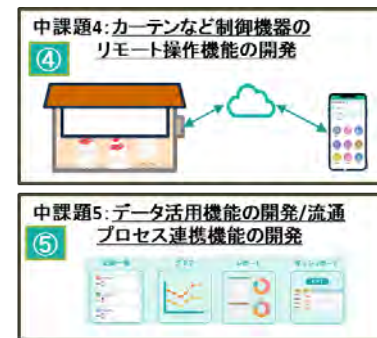 中課題4:カーテンなど制御機器の
リモート操作機能の開発
④
中課題5:データ活用機能の開発/流通
プロセス連携機能の開発
⑤
グラフ
レポート